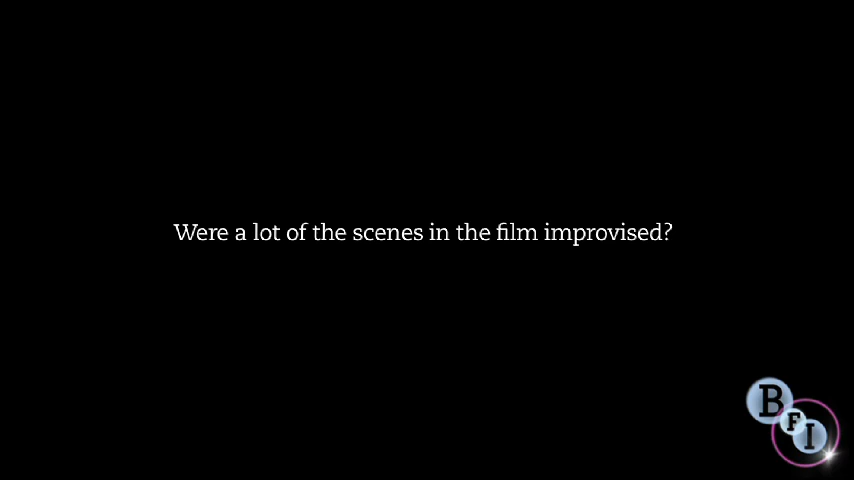 Were a lot of the scenes in the film improvised?
BFI